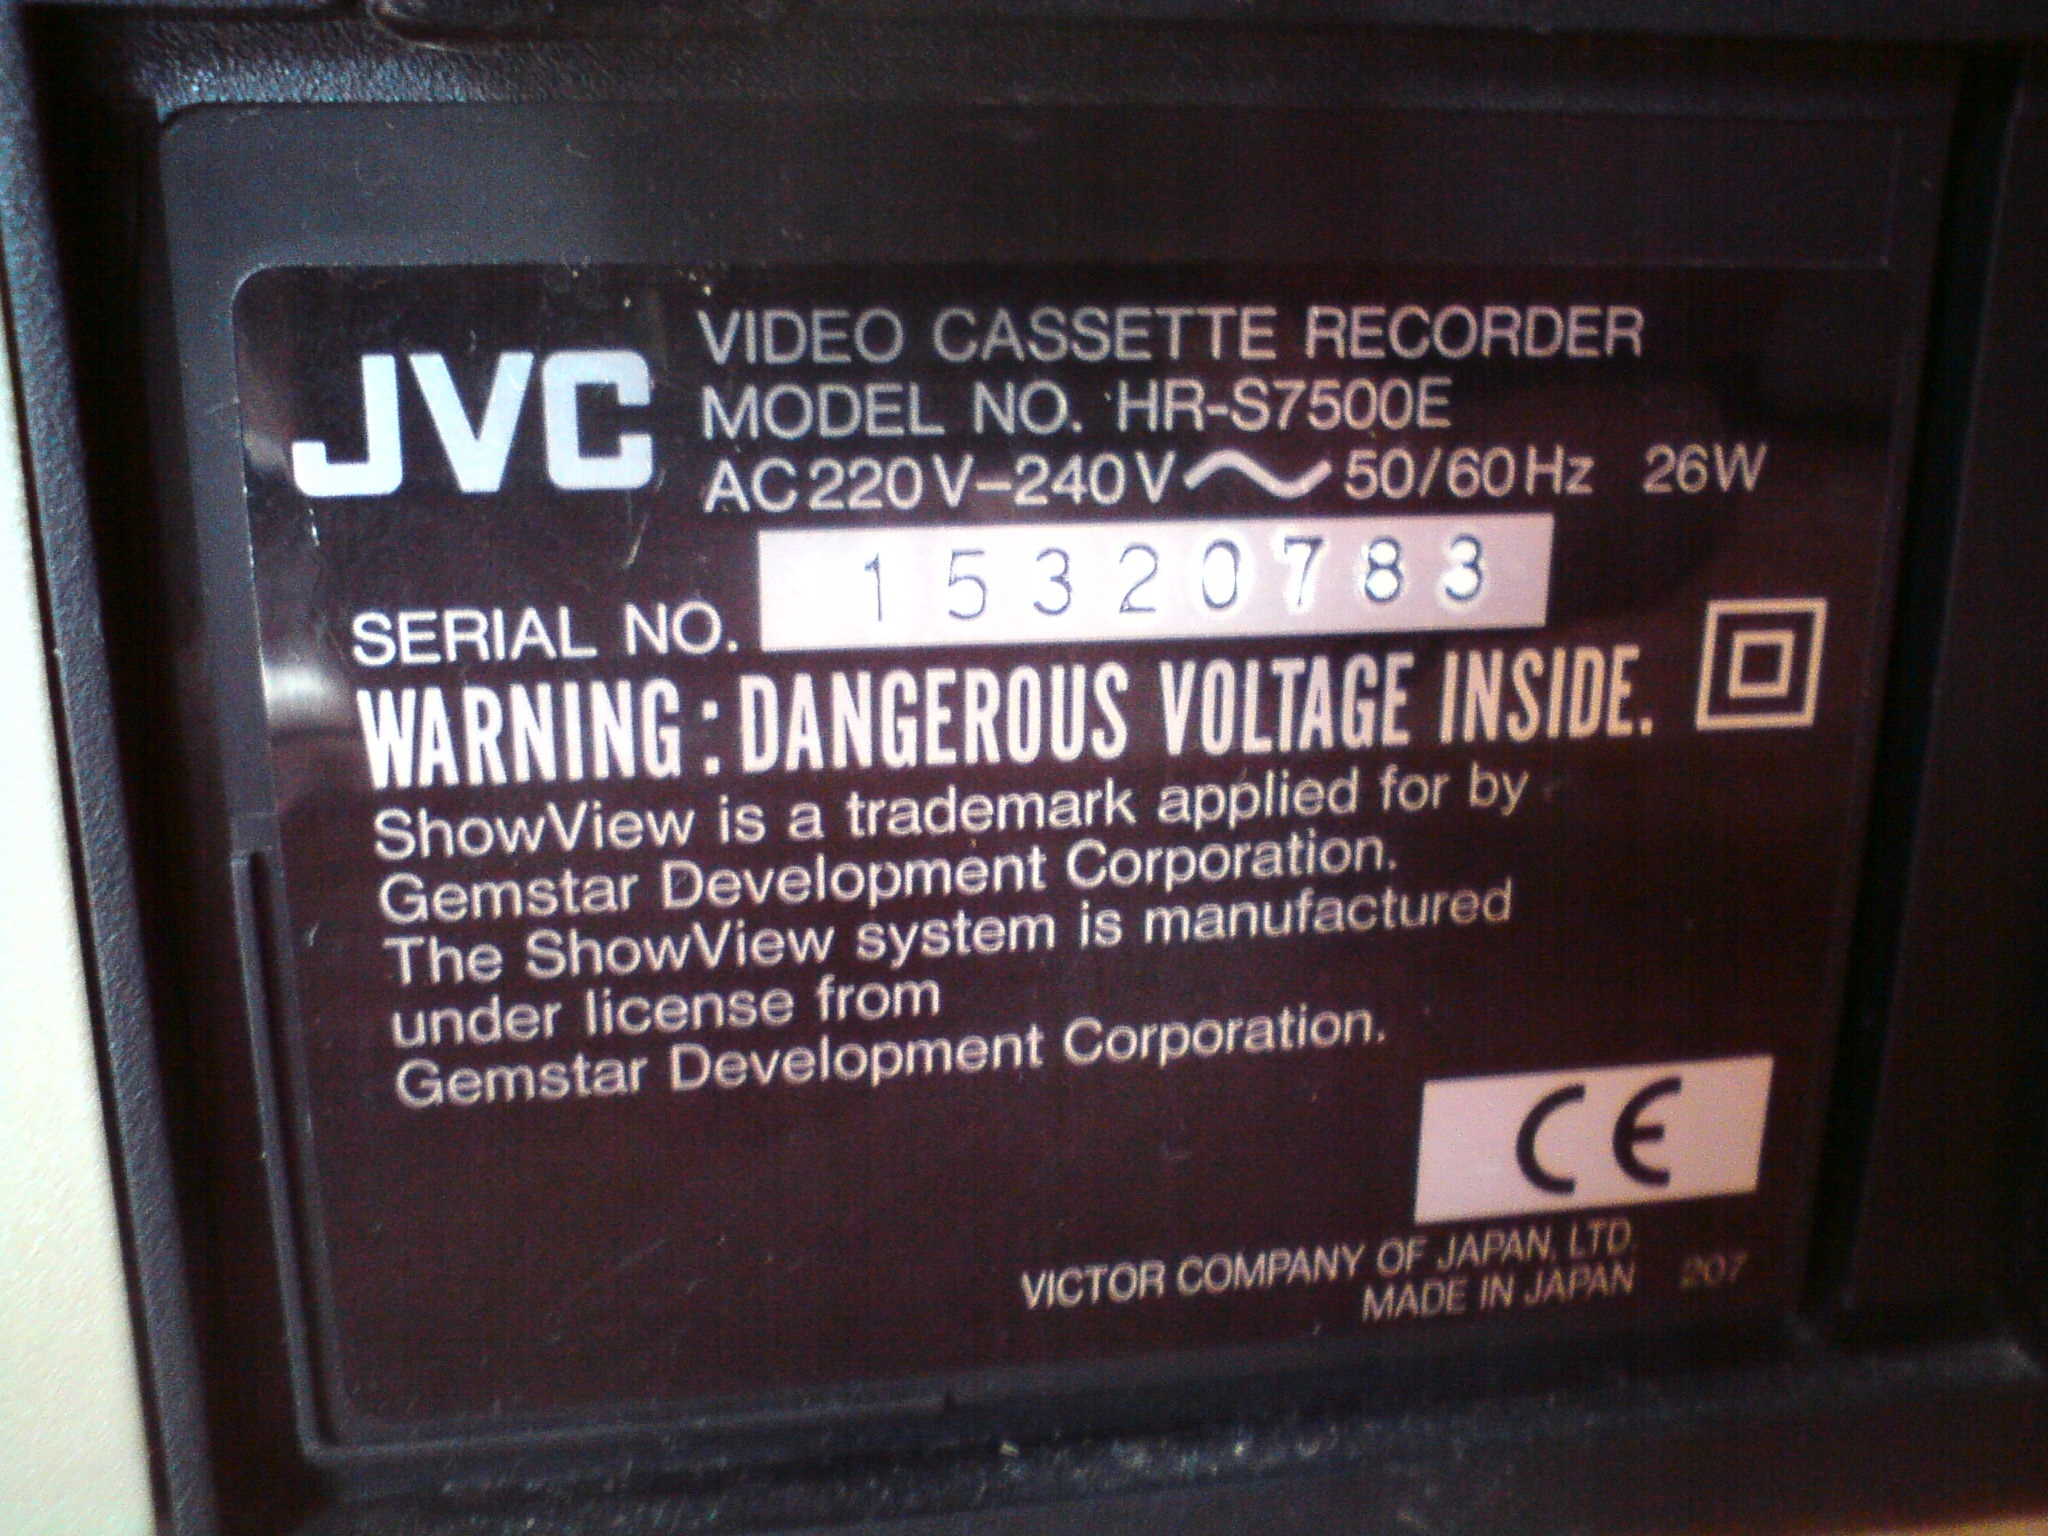 JVC
VIDEO CASSETTE RECORDER
MODEL NO. HR-S7500E
AC 220V-240V~50/60Hz 26W
SERIAL NO. 15320783
WARNING: DANGEROUS VOLTAGE INSIDE.
ShowView is a trademark applied for by
Gemstar Development Corporation.
The ShowView system is manufactured
under license from
Gemstar Development Corporation.
CE
VICTOR COMPANY OF JAPAN, LTD.
MADE IN JAPAN 207